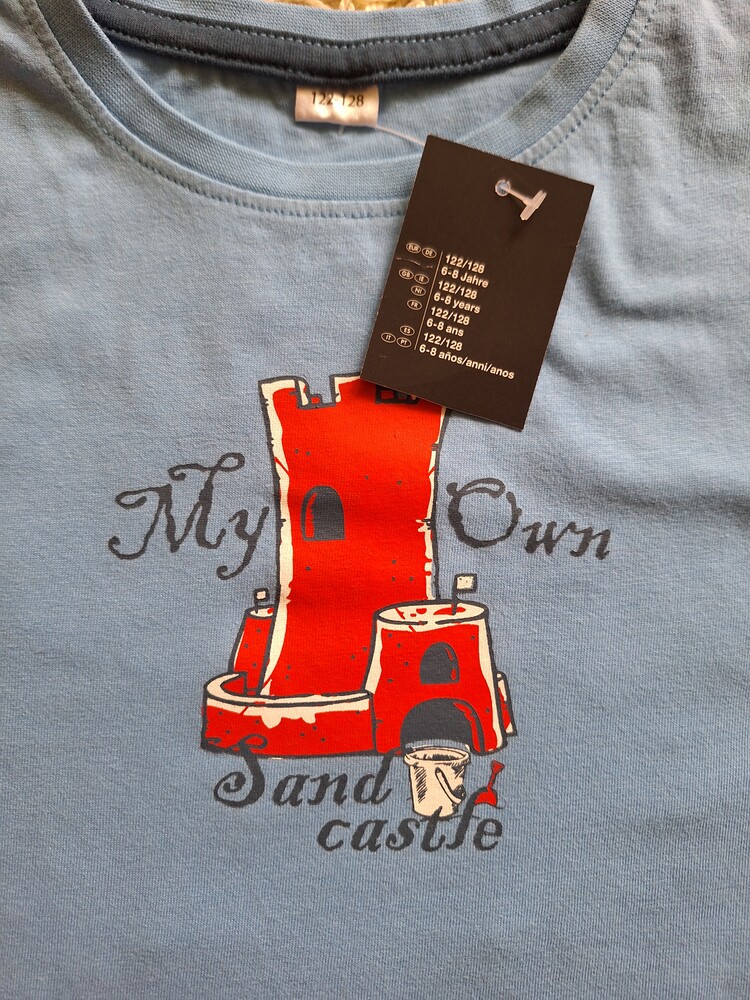 122-128
EUR DE 122/128
6-8 Jahre
GB IE 122/128
NI 6-8 years
FR 122/128
6-8 ans
ES 122/128
IT PT 6-8 años/anni/anos
My Own
Sand
castle